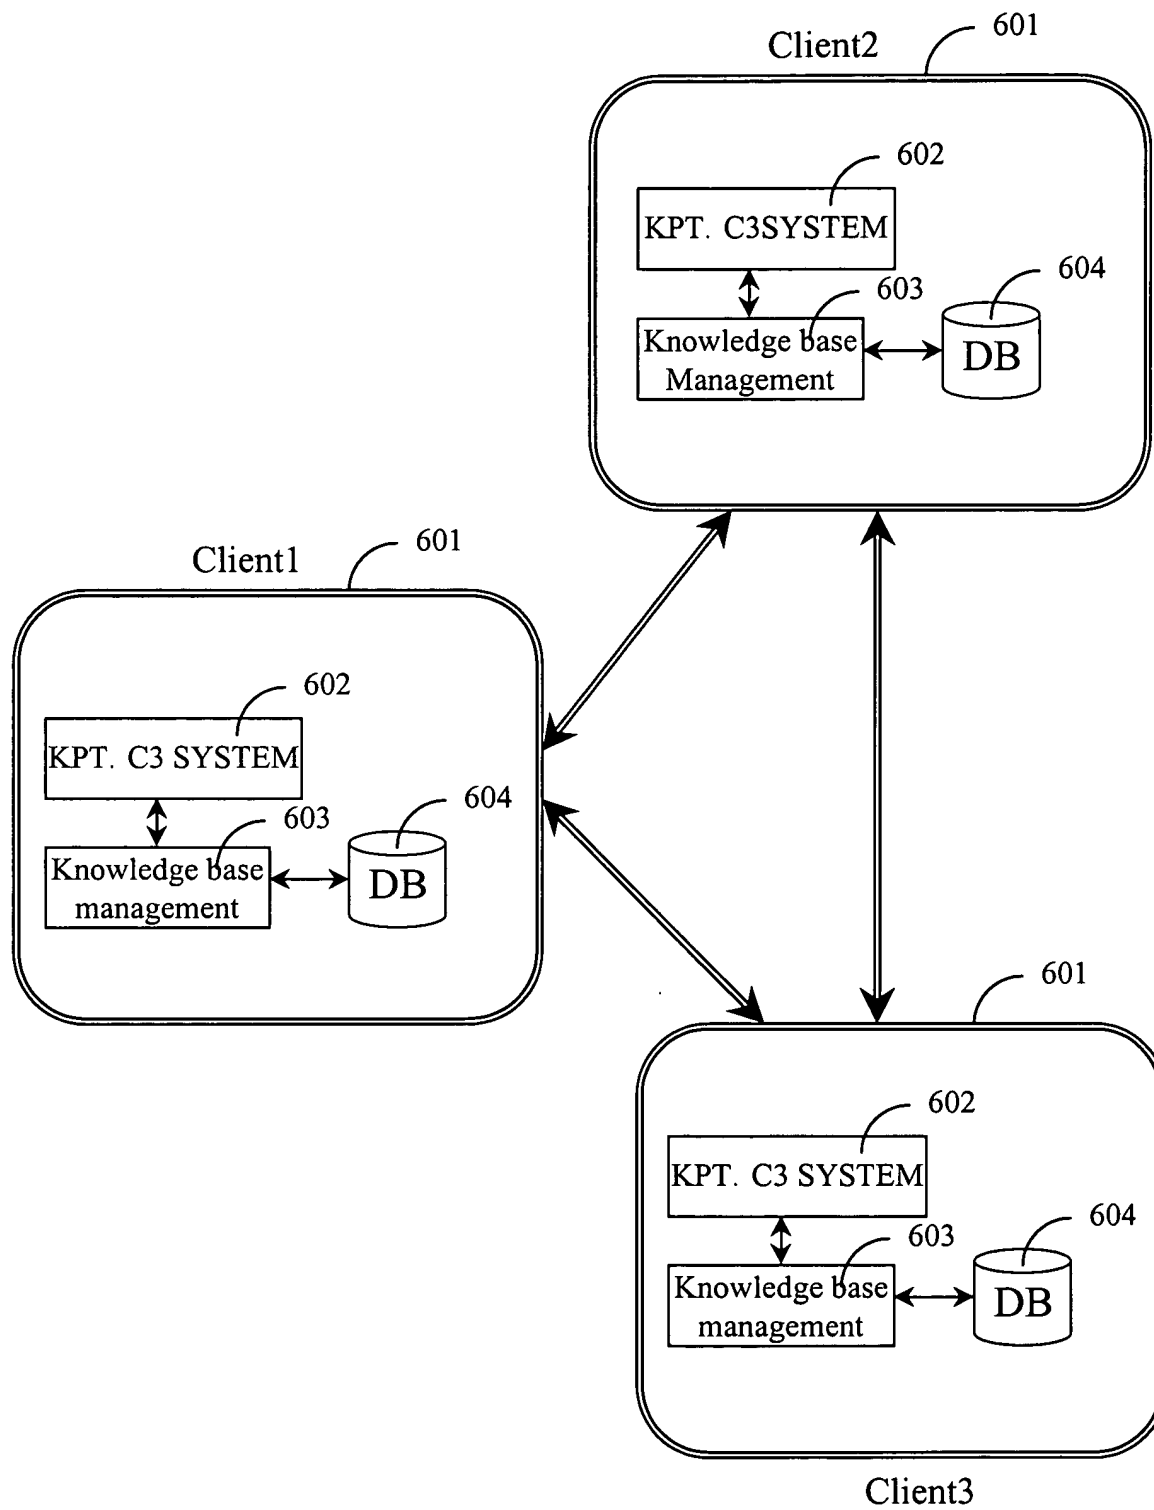 601
Client2
602
KPT. C3SYSTEM
604
603
Knowledge base
Management
DB
601
Client1
602
KPT. C3 SYSTEM
604
603
Knowledge base
management
DB
601
602
KPT. C3 SYSTEM
604
603
Knowledge base
management
DB
Client3